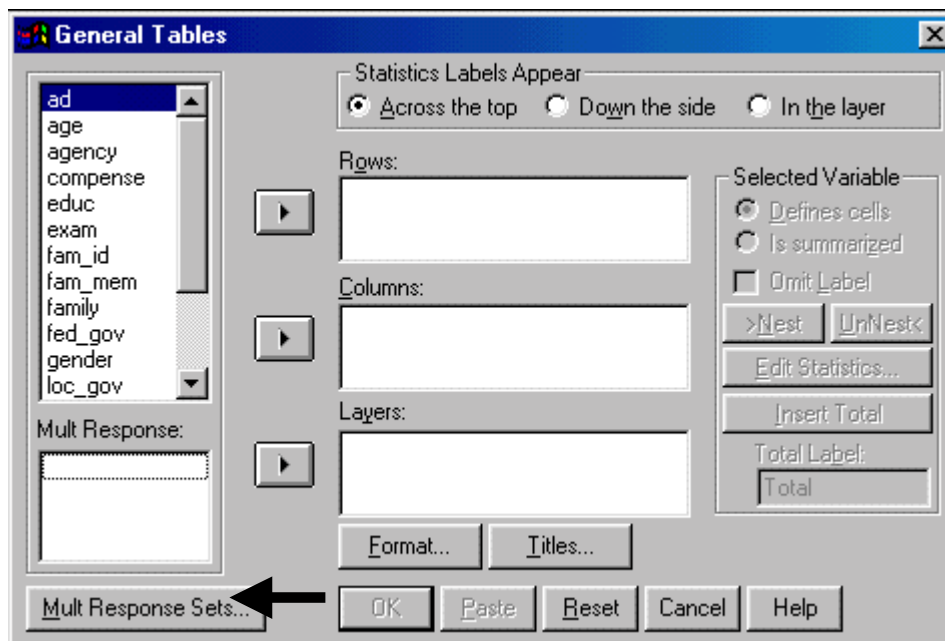 General Tables
ad
age
agency
compense
educ
exam
fam_id
fam_mem
family
fed_gov
gender
loc_gov
Mult Response:
Mult Response Sets...
Statistics Labels Appear
Across the top Down the side In the layer
Rows:
Columns:
Layers:
Format... Titles...
Selected Variable
Defines cells
Is summarized
Omit Label
>Nest UnNest<
Edit Statistics...
Insert Total
Total Label:
Total
OK Paste Reset Cancel Help